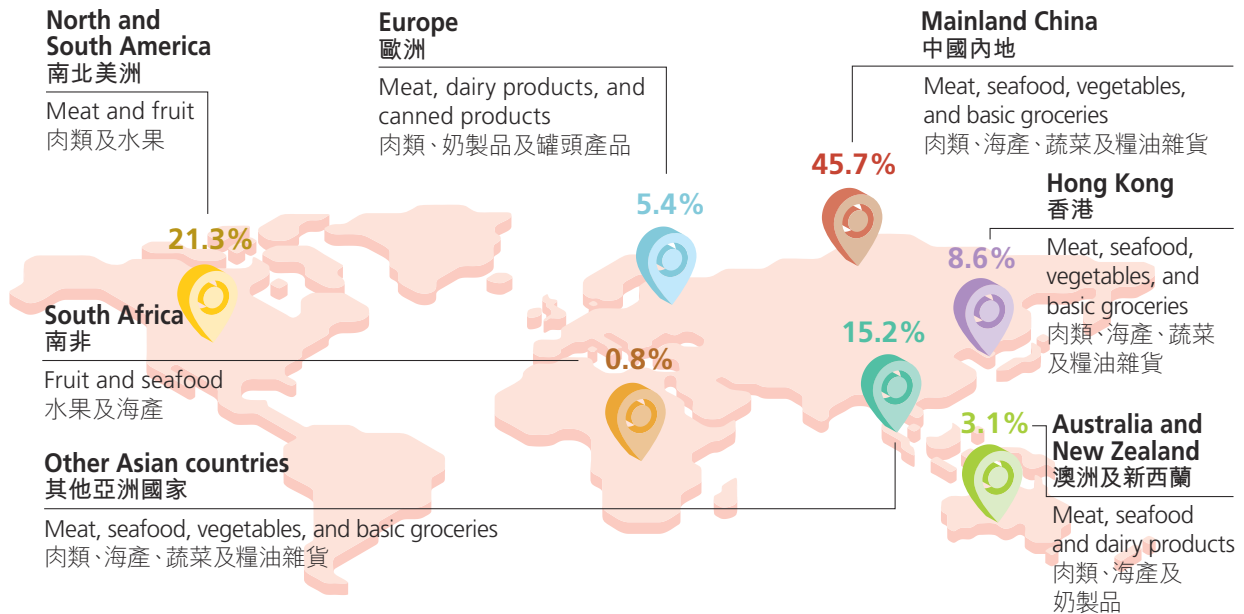 North and
South America
南北美洲
Meat and fruit
肉類及水果
21.3%
Europe
歐洲
Meat, dairy products, and
canned products
肉類、奶製品及罐頭產品
5.4%
Mainland China
中國內地
Meat, seafood, vegetables,
and basic groceries
肉類、海產、蔬菜及糧油雜貨
45.7%
Hong Kong
香港
Meat, seafood,
vegetables, and
basic groceries
肉類、海產、蔬菜
及糧油雜貨
8.6%
South Africa
南非
Fruit and seafood
水果及海產
0.8%
15.2%
Other Asian countries
其他亞洲國家
Meat, seafood, vegetables, and basic groceries
肉類、海產、蔬菜及糧油雜貨
3.1%
Australia and
New Zealand
澳洲及新西蘭
Meat, seafood
and dairy products
肉類、海產及
奶製品